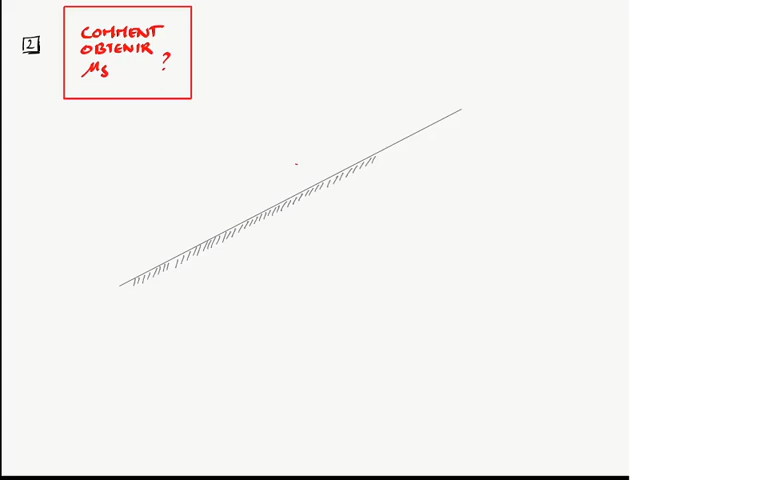 2
COMMENT
OBTENIR
μs ?